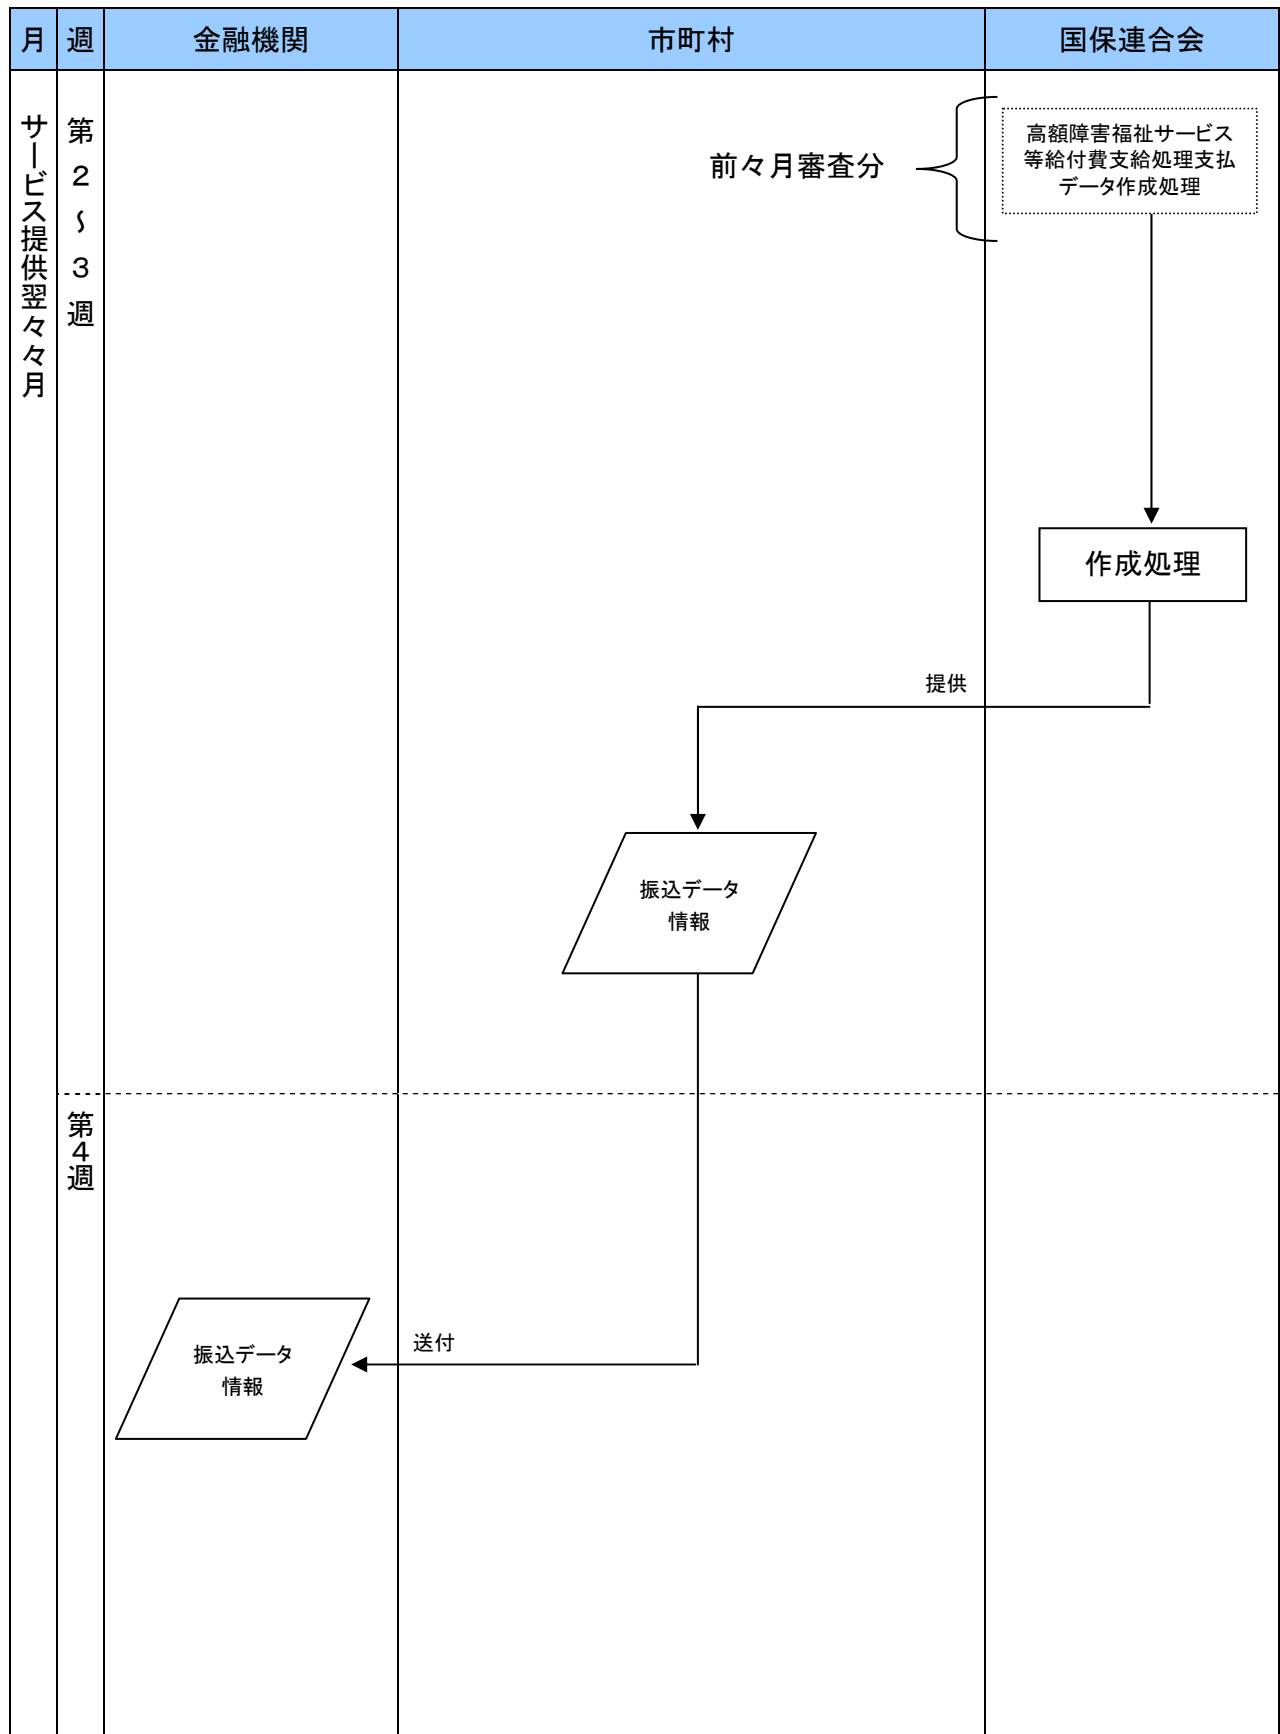 月 週 金融機関 市町村 国保連合会
サービス提供翌々月
第2～3週
前々月審査分
高額障害福祉サービス
等給付費支給処理支払
データ作成処理
作成処理
提供
振込データ
情報
第4週
送付
振込データ
情報